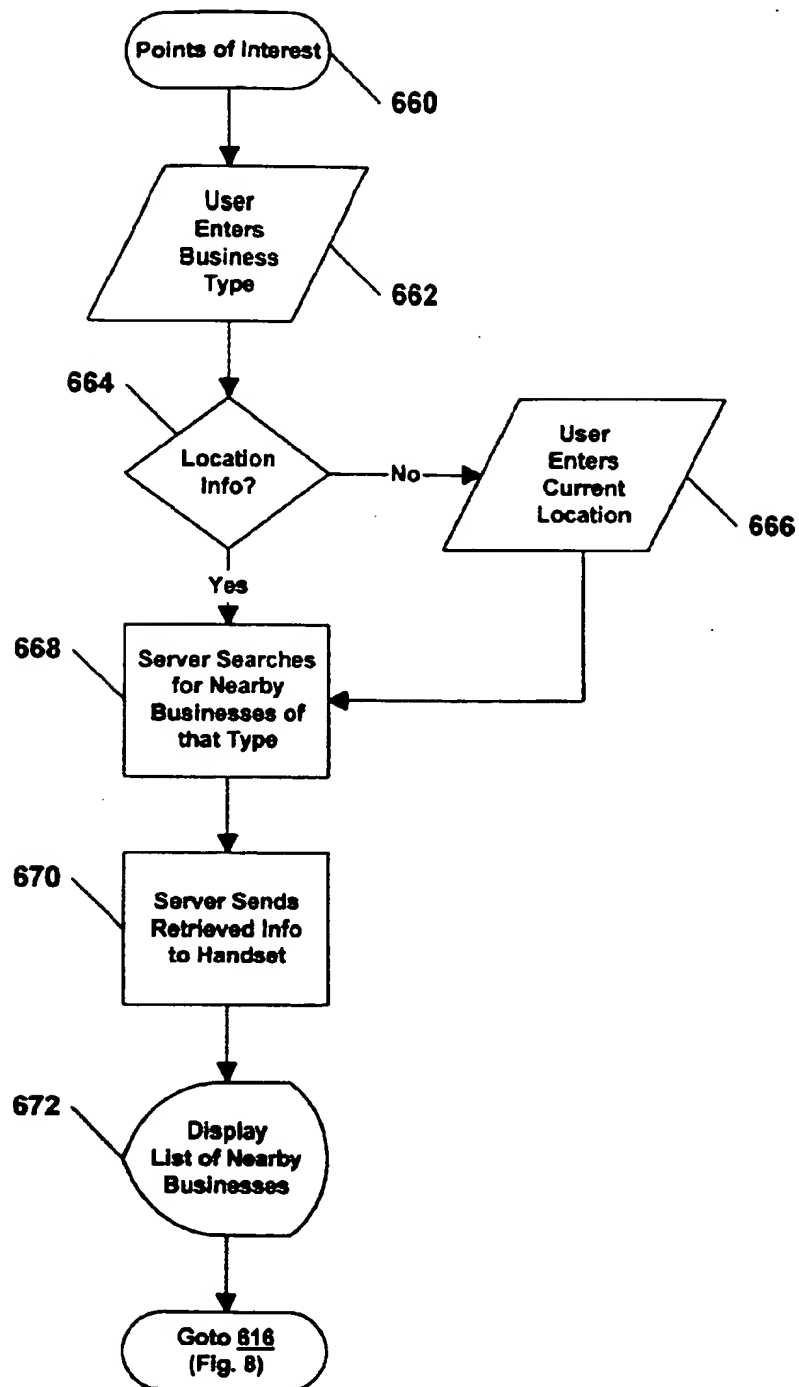 Points of Interest
660
User
Enters
Business
Type
662
664
Location
Info?
No
User
Enters
Current
Location
666
Yes
668
Server Searches
for Nearby
Businesses of
that Type
670
Server Sends
Retrieved Info
to Handset
672
Display
List of Nearby
Businesses
Goto 616
(Fig. 8)